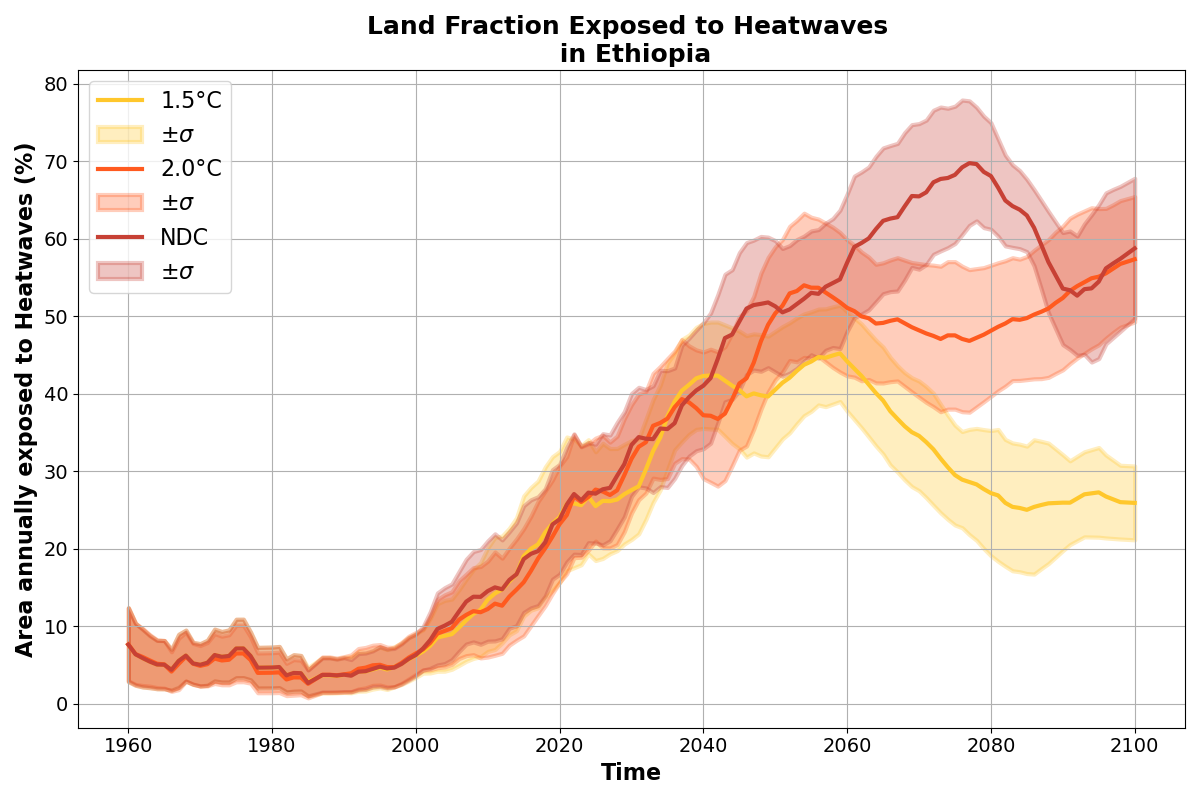 Land Fraction Exposed to Heatwaves
in Ethiopia
80
70
60
50
40
30
20
10
0
Area annually exposed to Heatwaves (%)
1.5°C
±σ
2.0°C
±σ
NDC
±σ
1960 1980 2000 2020 2040 2060 2080 2100
Time